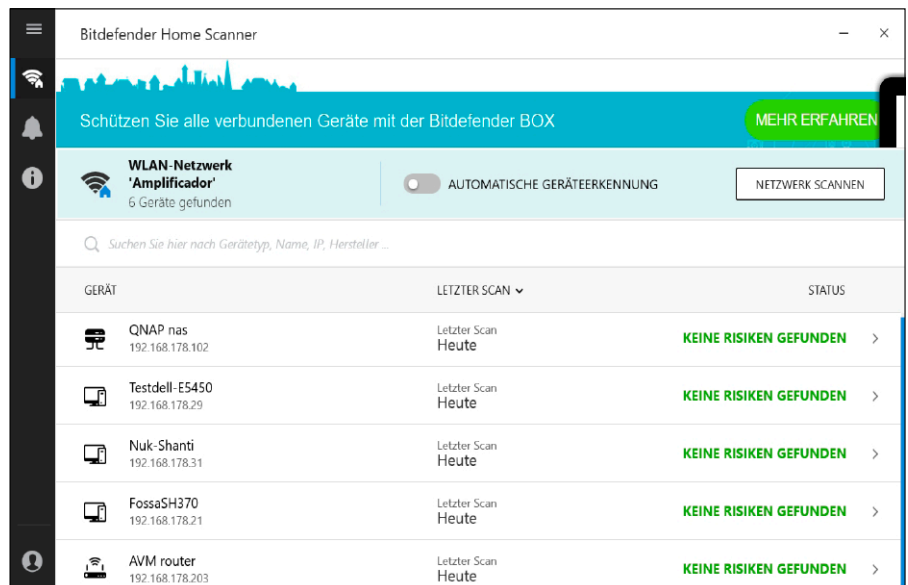 Bitdefender Home Scanner
Schützen Sie alle verbundenen Geräte mit der Bitdefender BOX
MEHR ERFAHREN
WLAN-Netzwerk
'Amplificador'
6 Geräte gefunden
AUTOMATISCHE GERÄTEERKENNUNG
NETZWERK SCANNEN
Suchen Sie hier nach Gerätetyp, Name, IP, Hersteller ...
GERÄT LETZTER SCAN STATUS
QNAP nas
192.168.178.102
Letzter Scan
Heute
KEINE RISIKEN GEFUNDEN
Testdell-E5450
192.168.178.29
Letzter Scan
Heute
KEINE RISIKEN GEFUNDEN
Nuk-Shanti
192.168.178.31
Letzter Scan
Heute
KEINE RISIKEN GEFUNDEN
FossaSH370
192.168.178.21
Letzter Scan
Heute
KEINE RISIKEN GEFUNDEN
AVM router
192.168.178.203
Letzter Scan
Heute
KEINE RISIKEN GEFUNDEN